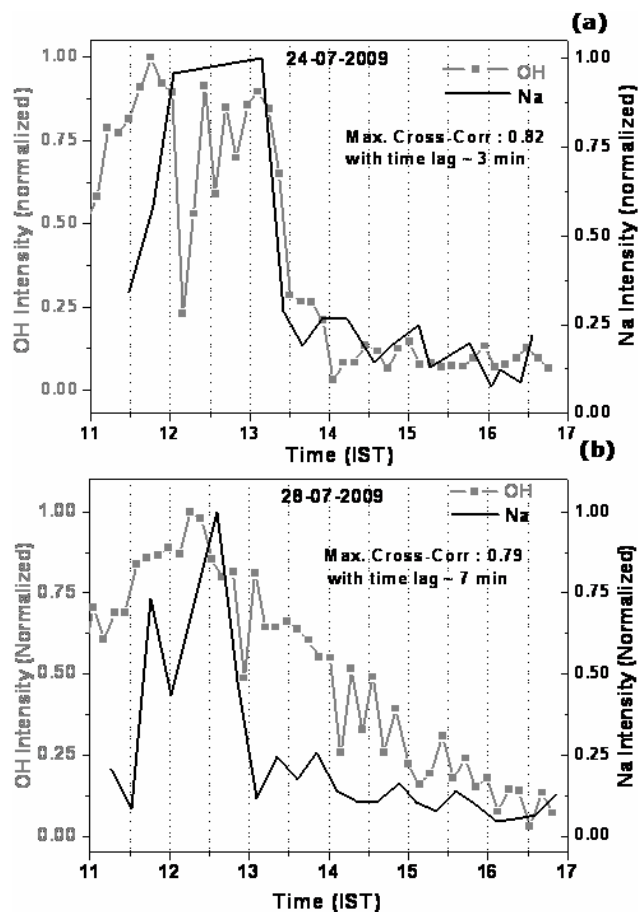 (a)
24-07-2009
OH
Na
Max. Cross-Corr : 0.82
with time lag ~ 3 min
OH Intensity (normalized)
1.00
0.75
0.50
0.25
0.00
Na Intensity (normalized)
1.00
0.75
0.50
0.25
0.00
11 12 13 14 15 16 17
Time (IST)
(b)
28-07-2009
OH
Na
Max. Cross-Corr : 0.79
with time lag ~ 7 min
OH Intensity (Normalized)
1.00
0.75
0.50
0.25
0.00
Na Intensity (Normalized)
1.00
0.75
0.50
0.25
0.00
11 12 13 14 15 16 17
Time (IST)